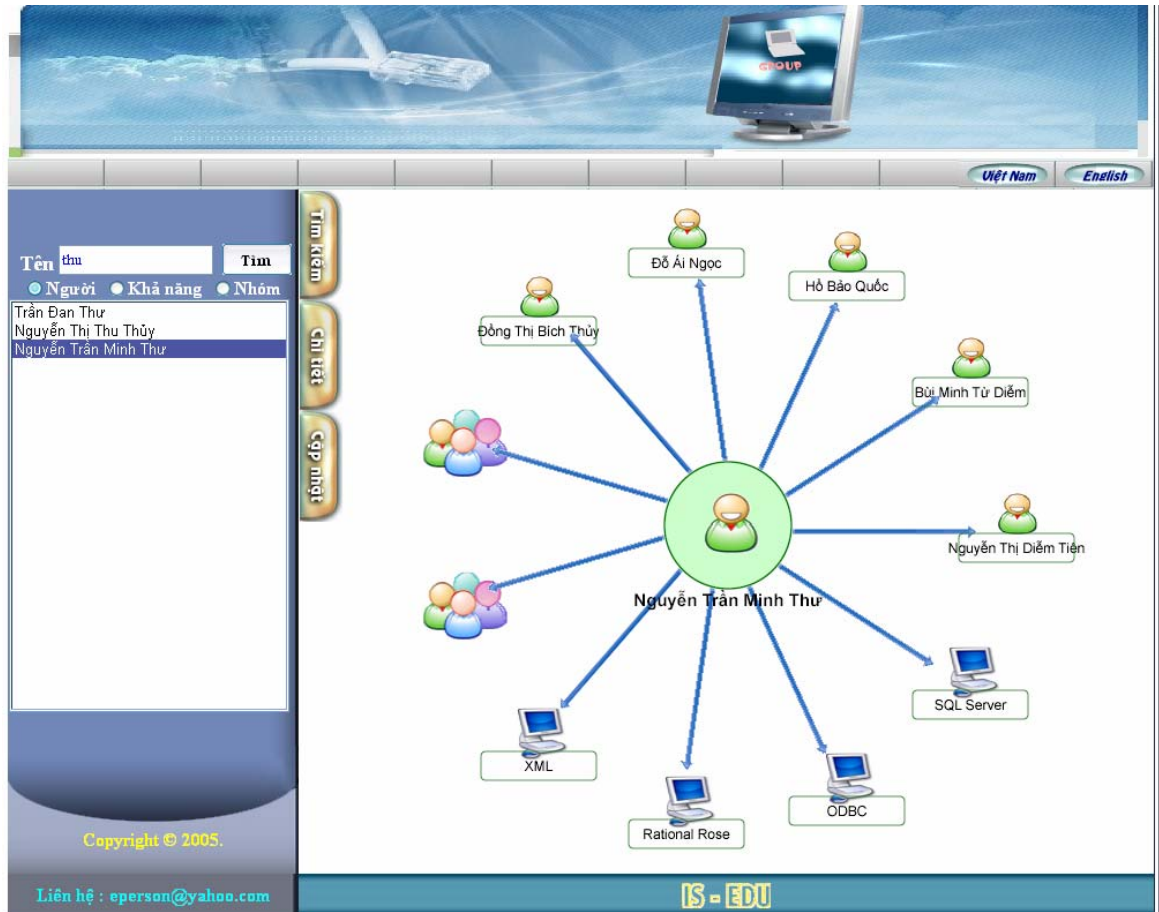 GROUP
Việt Nam
English
Tên thu Tìm
Người Khả năng Nhóm
Trần Đan Thư
Nguyễn Thị Thu Thủy
Nguyễn Trần Minh Thư
Tìm kiếm
Chi tiết
Cập nhật
Đỗ Ái Ngọc
Hồ Bảo Quốc
Đồng Thị Bích Thủy
Bùi Minh Từ Diễm
Nguyễn Thị Diễm Tiên
Nguyễn Trần Minh Thư
SQL Server
XML
ODBC
Rational Rose
Copyright © 2005.
Liên hệ : eperson@yahoo.com
IS - EDU